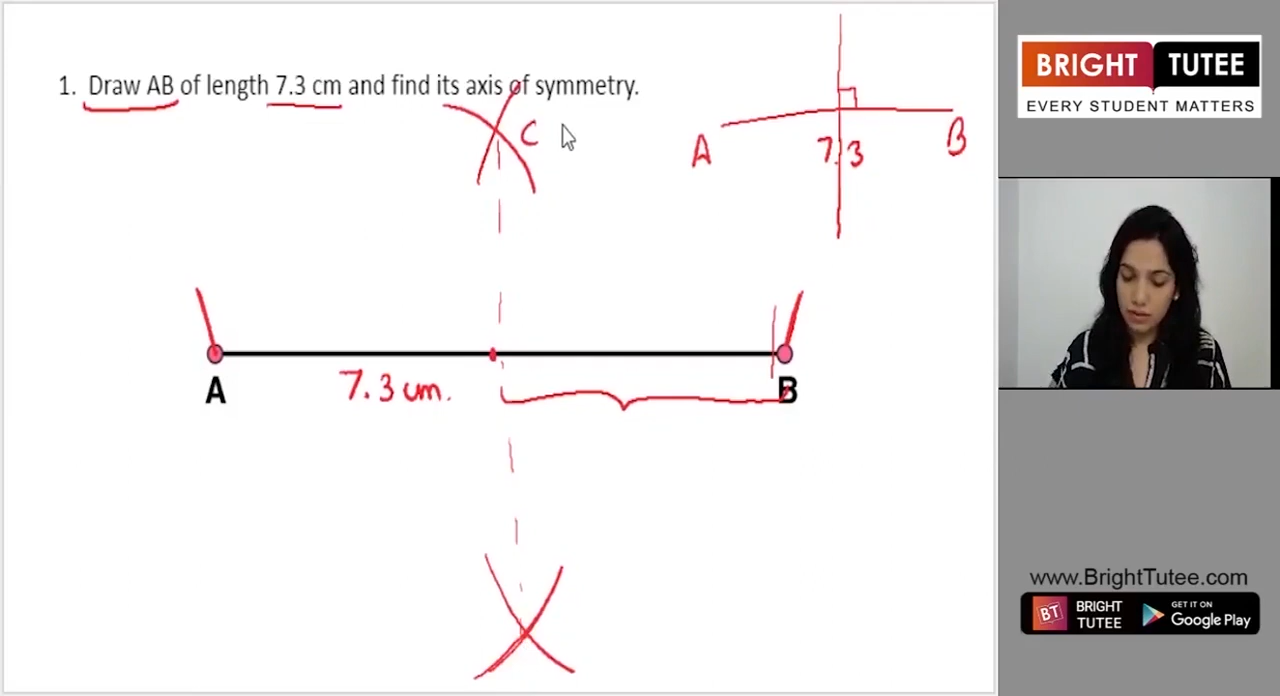 1. Draw AB of length 7.3 cm and find its axis of symmetry.
C
A
7.3
B
A
7.3 cm.
B
BRIGHT TUTEE
EVERY STUDENT MATTERS
www.BrightTutee.com
BT
BRIGHT
TUTEE
GET IT ON
Google Play